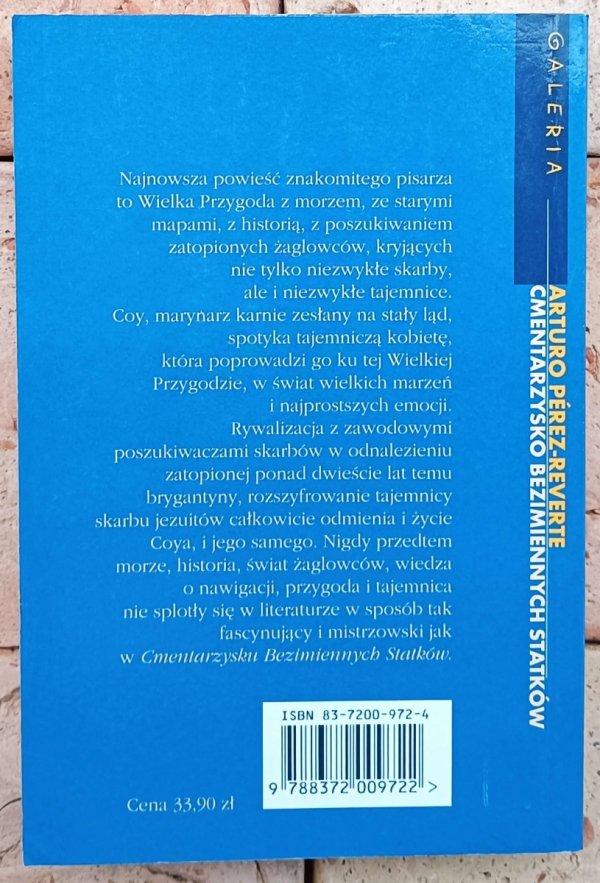 GALERIA
ARTURO PÉREZ-REVERTE
CMENTARZYSKO BEZIMIENNYCH STATKÓW
Najnowsza powieść znakomitego pisarza
to Wielka Przygoda z morzem, ze starymi
mapami, z historią, z poszukiwaniem
zatopionych żaglowców, kryjących
nie tylko niezwykłe skarby,
ale i niezwykłe tajemnice.
Coy, marynarz karnie zesłany na stały ląd,
spotyka tajemniczą kobietę,
która poprowadzi go ku tej Wielkiej
Przygodzie, w świat wielkich marzeń
i najprostszych emocji.
Rywalizacja z zawodowymi
poszukiwaczami skarbów w odnalezieniu
zatopionej ponad dwieście lat temu
brygantyny, rozszyfrowanie tajemnicy
skarbu jezuitów całkowicie odmienia i życie
Coya, i jego samego. Nigdy przedtem
morze, historia, świat żaglowców, wiedza
o nawigacji, przygoda i tajemnica
nie splotły się w literaturze w sposób tak
fascynujący i mistrzowski jak
w Cmentarzysku Bezimiennych Statków.
ISBN 83-7200-972-4
9 788372 009722 >
Cena 33,90 zł